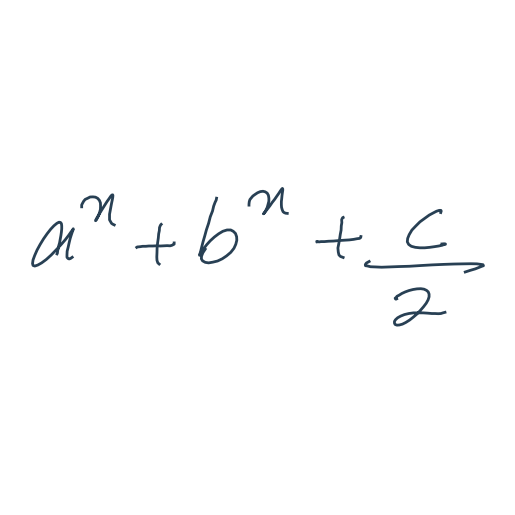 a^x + b^x + c/2